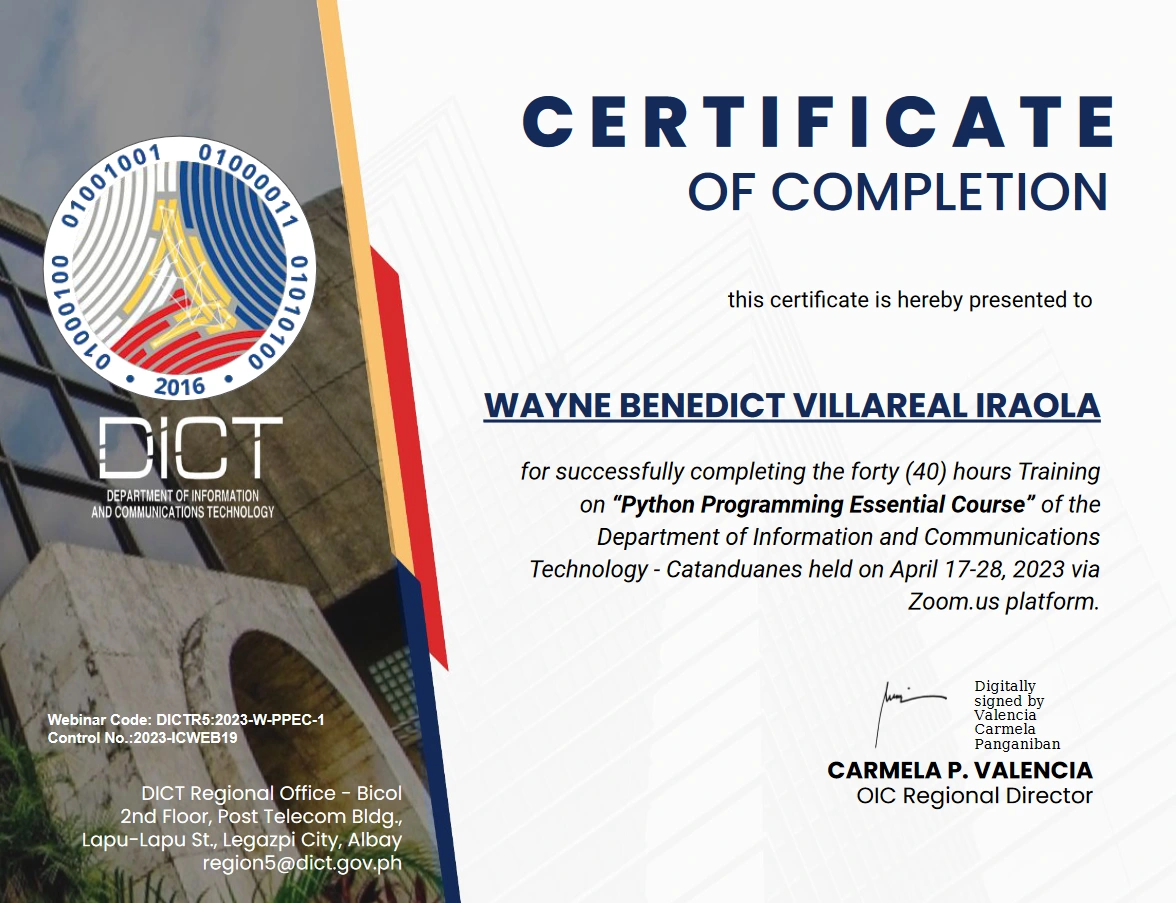 CERTIFICATE
OF COMPLETION
this certificate is hereby presented to
WAYNE BENEDICT VILLAREAL IRAOLA
for successfully completing the forty (40) hours Training
on “Python Programming Essential Course” of the
Department of Information and Communications
Technology - Catanduanes held on April 17-28, 2023 via
Zoom.us platform.
Digitally
signed by
Valencia
Carmela
Panganiban
CARMELA P. VALENCIA
OIC Regional Director
01001001 01000011 01010100 01000100
• 2016 •
DICT
DEPARTMENT OF INFORMATION
AND COMMUNICATIONS TECHNOLOGY
Webinar Code: DICTR5:2023-W-PPEC-1
Control No.:2023-ICWEB19
DICT Regional Office - Bicol
2nd Floor, Post Telecom Bldg.,
Lapu-Lapu St., Legazpi City, Albay
region5@dict.gov.ph